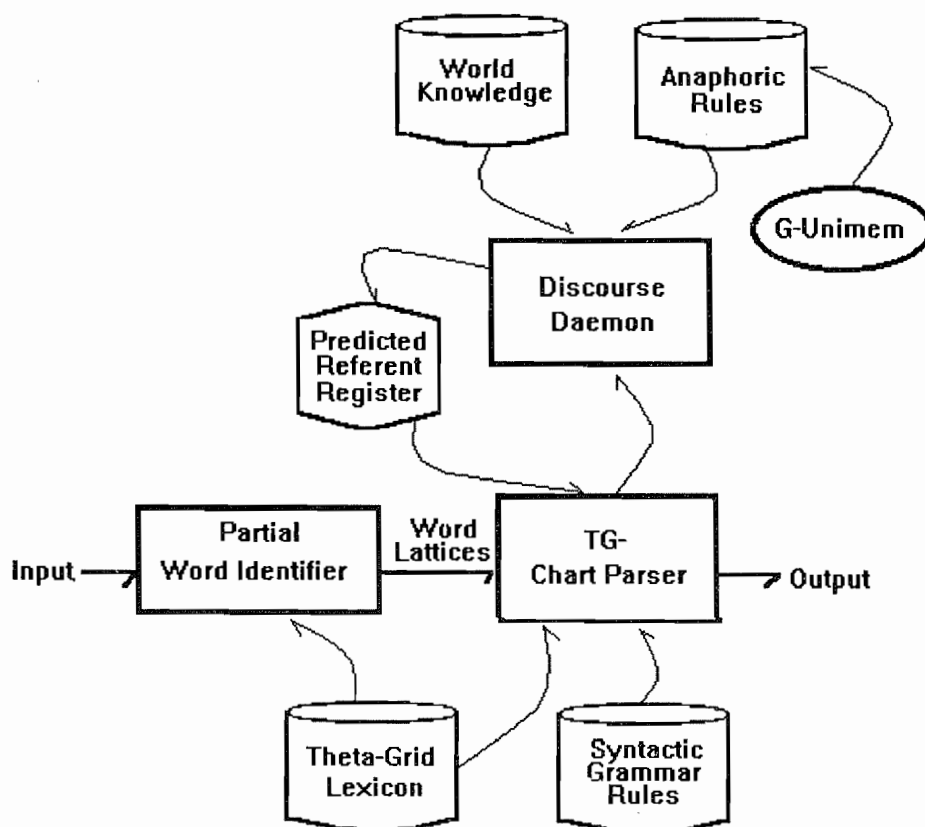 World
Knowledge
Anaphoric
Rules
G-Unimem
Discourse
Daemon
Predicted
Referent
Register
Partial
Word Identifier
Word
Lattices
TG-
Chart Parser
Input
Output
Theta-Grid
Lexicon
Syntactic
Grammar
Rules